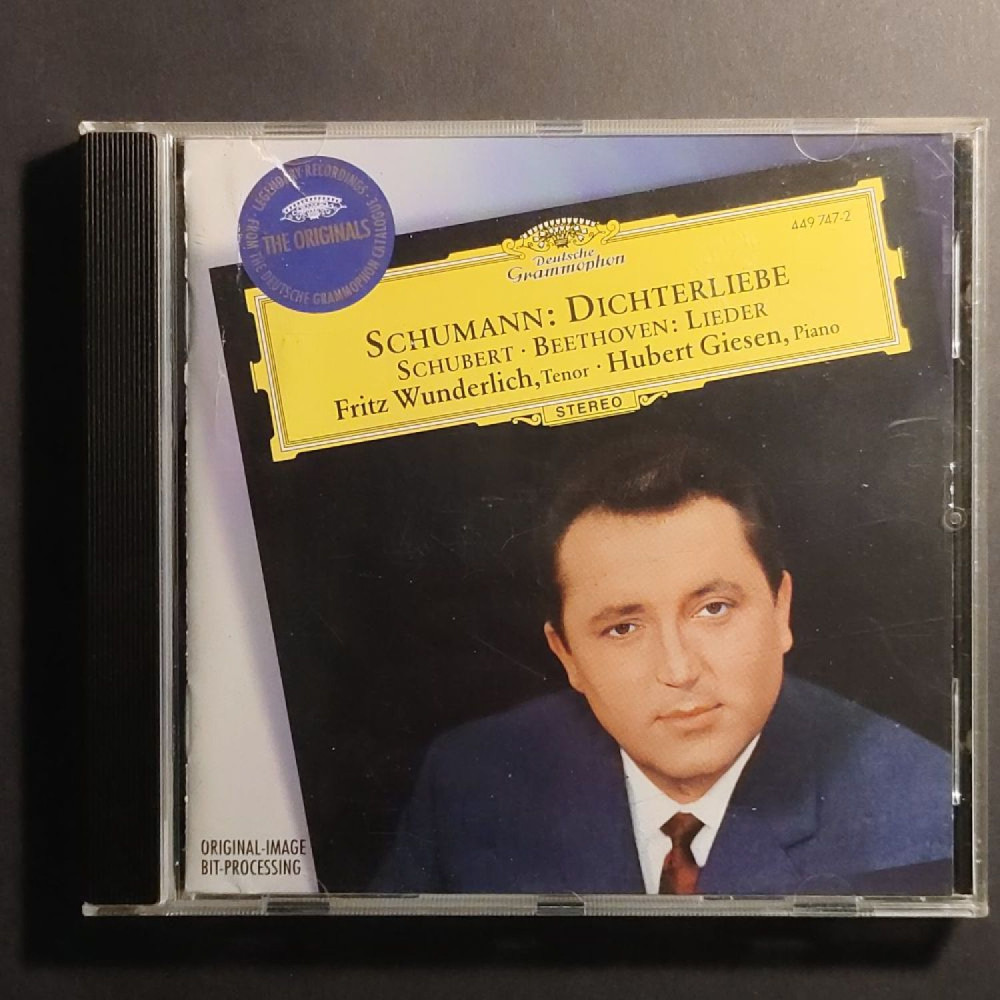 LEGENDARY RECORDINGS · FROM THE DEUTSCHE GRAMMOPHON CATALOGUE ·
THE ORIGINALS
449 747-2
Deutsche
Grammophon
SCHUMANN: DICHTERLIEBE
SCHUBERT · BEETHOVEN: LIEDER
Fritz Wunderlich, Tenor · Hubert Giesen, Piano
STEREO
ORIGINAL-IMAGE
BIT-PROCESSING